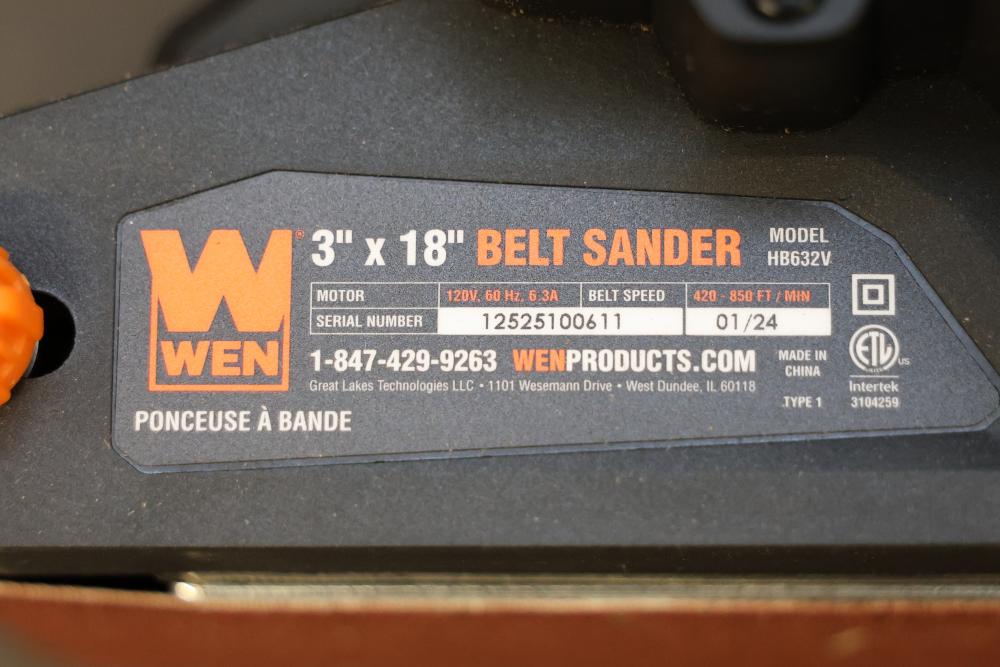 WEN®
3" x 18" BELT SANDER
MODEL
HB632V
MOTOR 120V, 60 Hz, 6.3A BELT SPEED 420 - 850 FT / MIN
SERIAL NUMBER 12525100611 01/24
1-847-429-9263 WENPRODUCTS.COM
Great Lakes Technologies LLC • 1101 Wesemann Drive • West Dundee, IL 60118
MADE IN
CHINA
TYPE 1
ETL US
Intertek
3104259
PONCEUSE À BANDE